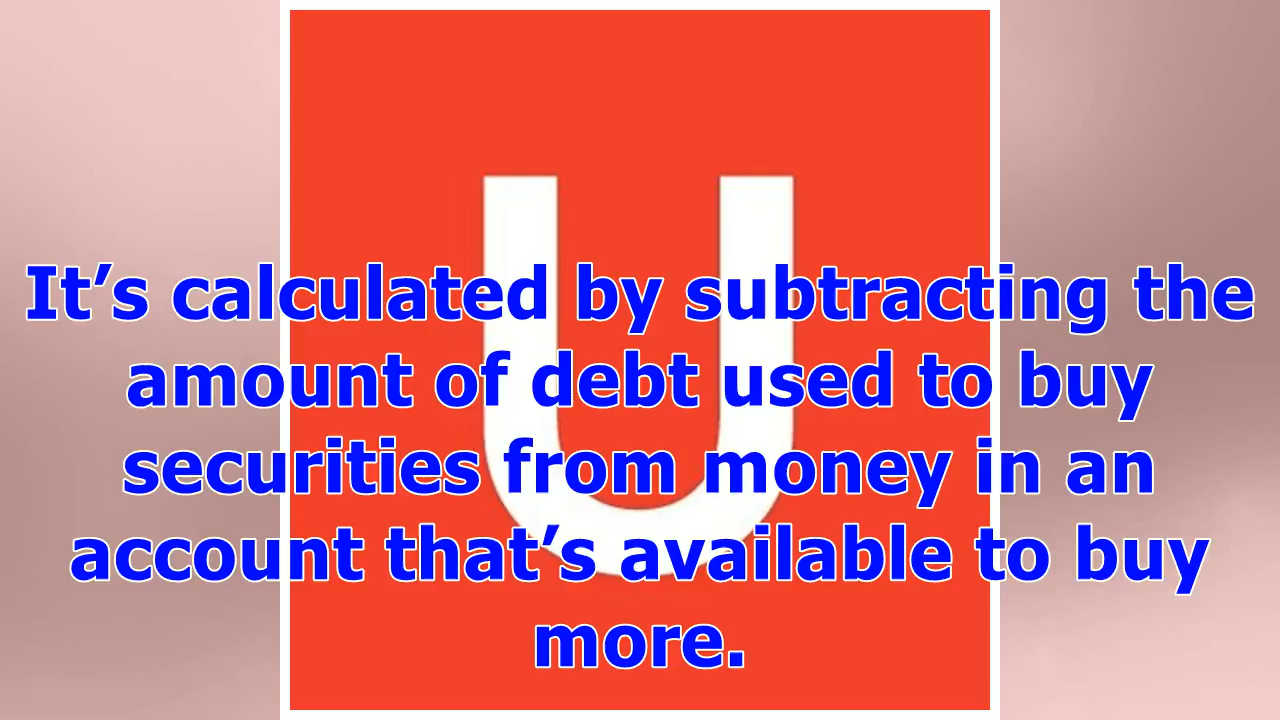 U
It’s calculated by subtracting the
amount of debt used to buy
securities from money in an
account that’s available to buy
more.